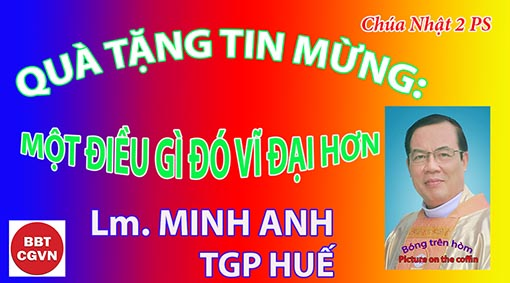 Chúa Nhật 2 PS
QUÀ TẶNG TIN MỪNG:
MỘT ĐIỀU GÌ ĐÓ VĨ ĐẠI HƠN
Lm. MINH ANH
TGP HUẾ
BBT
CGVN
Bóng trên hòm
Picture on the coffin